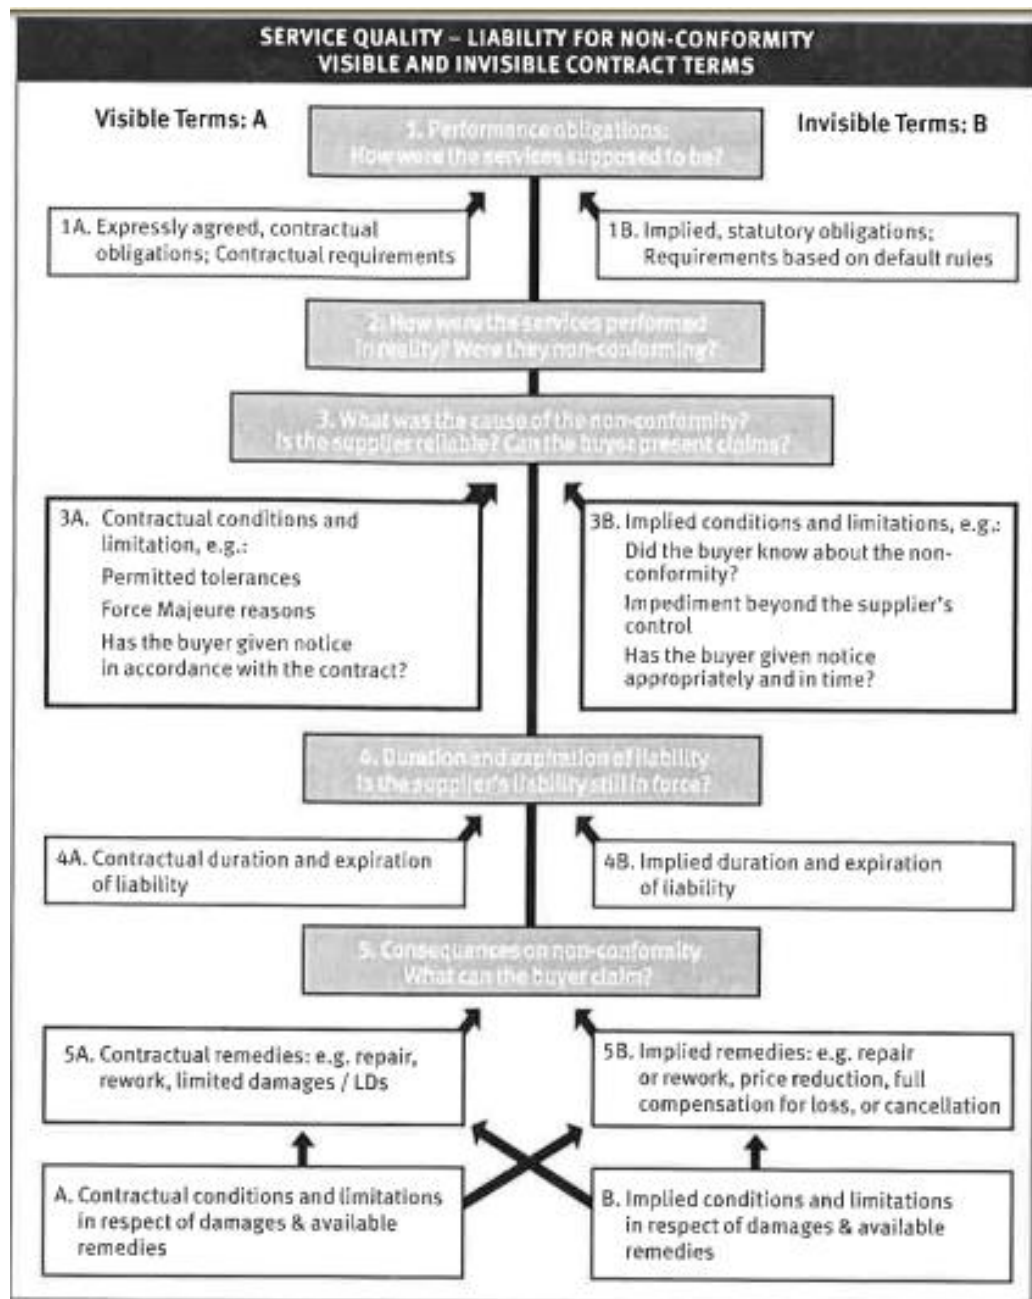 SERVICE QUALITY – LIABILITY FOR NON-CONFORMITY
VISIBLE AND INVISIBLE CONTRACT TERMS
Visible Terms: A
Invisible Terms: B
1. Performance obligations:
How were the services supposed to be?
1A. Expressly agreed, contractual
obligations; Contractual requirements
1B. Implied, statutory obligations;
Requirements based on default rules
2. How were the services performed
in reality? Were they non-conforming?
3. What was the cause of the non-conformity?
Is the supplier reliable? Can the buyer present claims?
3A. Contractual conditions and
limitation, e.g.:
Permitted tolerances
Force Majeure reasons
Has the buyer given notice
in accordance with the contract?
3B. Implied conditions and limitations, e.g.:
Did the buyer know about the non-
conformity?
Impediment beyond the supplier's
control
Has the buyer given notice
appropriately and in time?
4. Duration and expiration of liability
Is the supplier's liability still in force?
4A. Contractual duration and expiration
of liability
4B. Implied duration and expiration
of liability
5. Consequances on non-conformity
What can the buyer claim?
5A. Contractual remedies: e.g. repair,
rework, limited damages / LDs
5B. Implied remedies: e.g. repair
or rework, price reduction, full
compensation for loss, or cancellation
A. Contractual conditions and limitations
in respect of damages & available
remedies
B. Implied conditions and limitations
in respect of damages & available
remedies